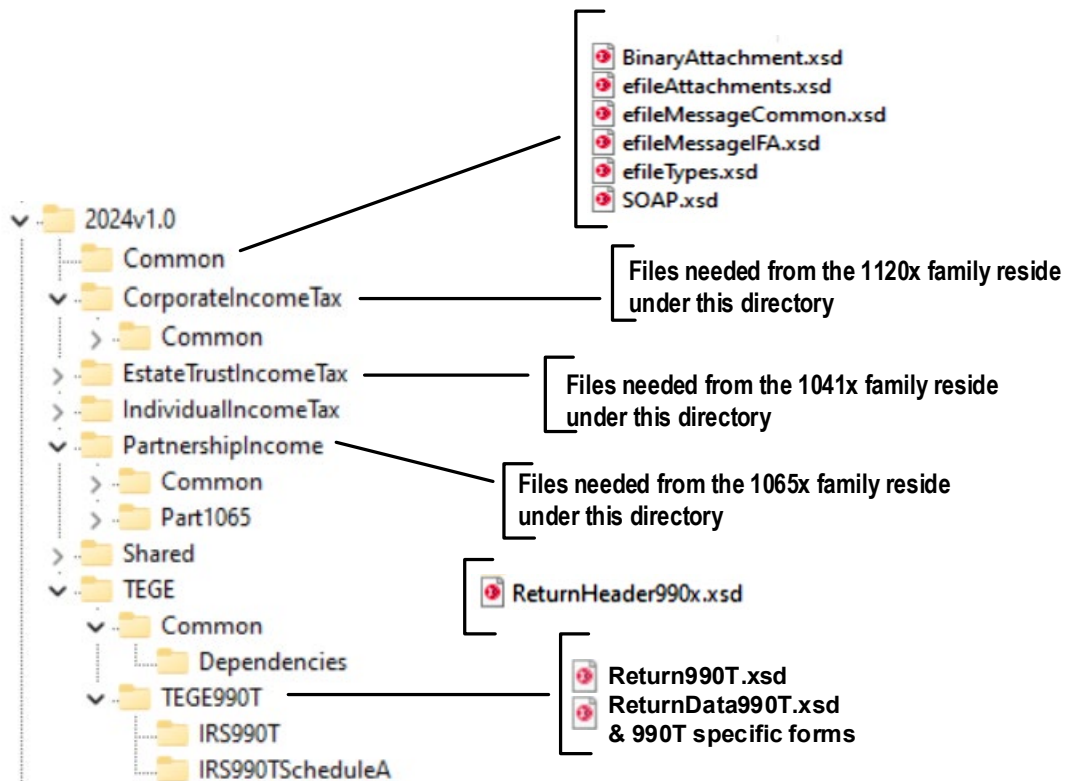 BinaryAttachment.xsd
efileAttachments.xsd
efileMessageCommon.xsd
efileMessageIFA.xsd
efileTypes.xsd
SOAP.xsd
2024v1.0
Common
CorporateIncomeTax
Files needed from the 1120x family reside
under this directory
Common
EstateTrustIncomeTax
Files needed from the 1041x family reside
under this directory
IndividualIncomeTax
PartnershipIncome
Common
Files needed from the 1065x family reside
under this directory
Part1065
Shared
TEGE
ReturnHeader990x.xsd
Common
Dependencies
TEGE990T
Return990T.xsd
ReturnData990T.xsd
& 990T specific forms
IRS990T
IRS990TScheduleA